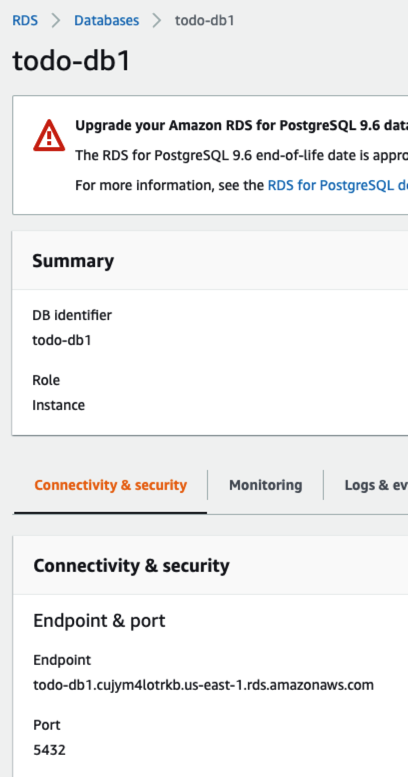 RDS > Databases > todo-db1
todo-db1
Upgrade your Amazon RDS for PostgreSQL 9.6
The RDS for PostgreSQL 9.6 end-of-life date is
For more information, see the RDS for PostgreSQL
Summary
DB identifier
todo-db1
Role
Instance
Connectivity & security Monitoring Logs &
Connectivity & security
Endpoint & port
Endpoint
todo-db1.cujym4lotrkb.us-east-1.rds.amazonaws.com
Port
5432